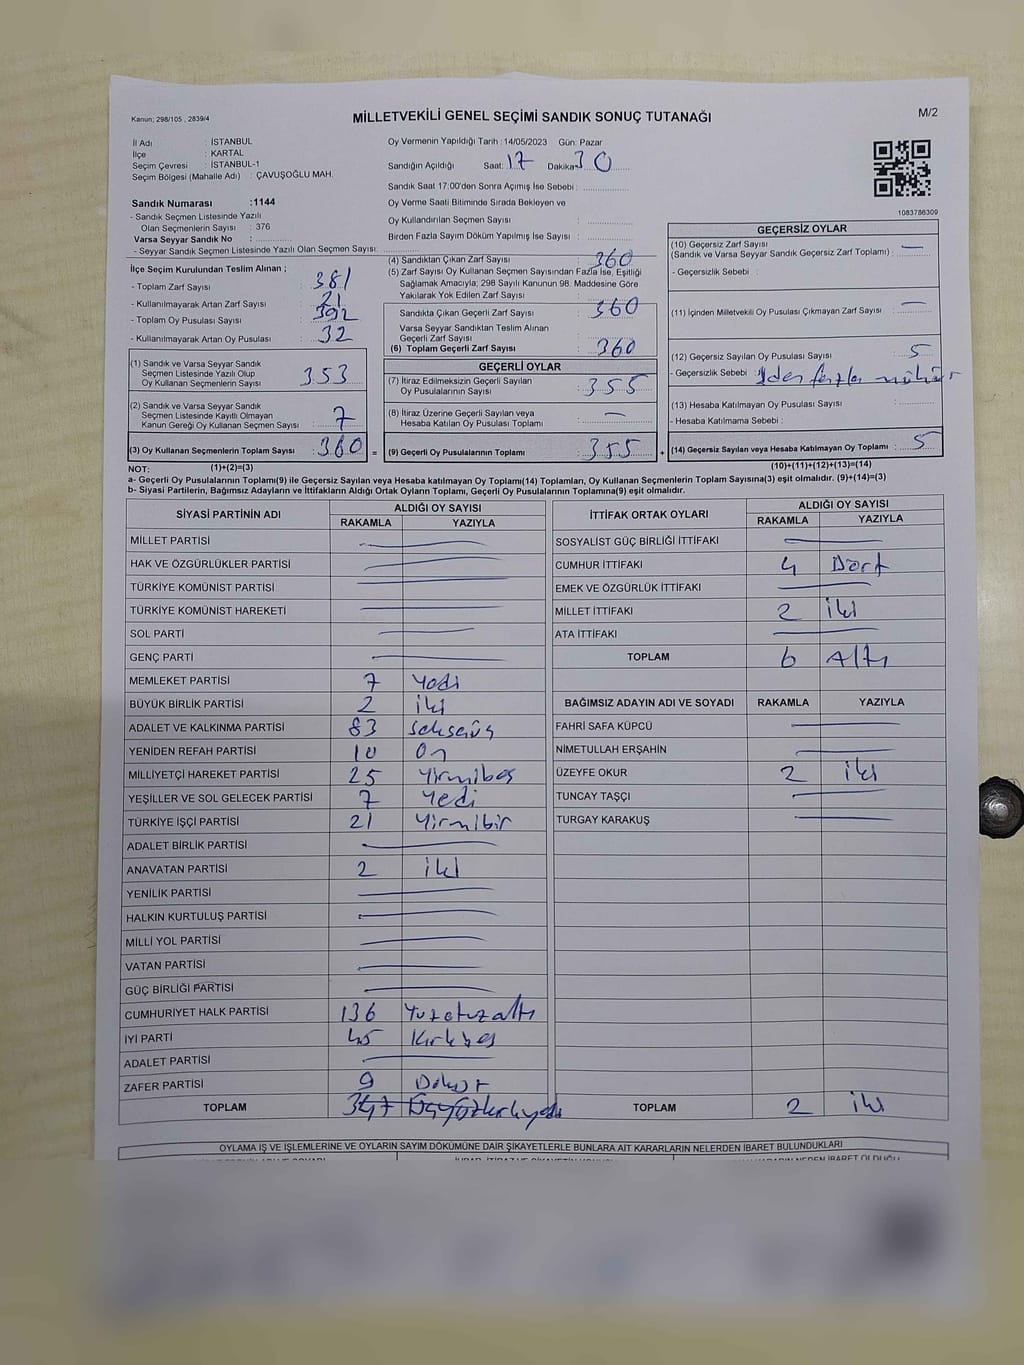 Kanun; 298/105 , 2839/4
MİLLETVEKİLİ GENEL SEÇİMİ SANDIK SONUÇ TUTANAĞI
M/2
İl Adı : İSTANBUL
İlçe : KARTAL
Seçim Çevresi : İSTANBUL-1
Seçim Bölgesi (Mahalle Adı) : ÇAVUŞOĞLU MAH.
Oy Vermenin Yapıldığı Tarih : 14/05/2023 Gün: Pazar
Sandığın Açıldığı Saat: 17 Dakika 30
Sandık Saat 17:00'den Sonra Açımış İse Sebebi :
Oy Verme Saati Bitiminde Sırada Bekleyen ve
Oy Kullandırılan Seçmen Sayısı :
Birden Fazla Sayım Döküm Yapılmış İse Sayısı :
1083786309
Sandık Numarası :1144
- Sandık Seçmen Listesinde Yazılı
Olan Seçmenlerin Sayısı : 376
Varsa Seyyar Sandık No :
- Seyyar Sandık Seçmen Listesinde Yazılı Olan Seçmen Sayısı:
İlçe Seçim Kurulundan Teslim Alınan ;
- Toplam Zarf Sayısı : 381
- Kullanılmayarak Artan Zarf Sayısı : 21
- Toplam Oy Pusulası Sayısı : 392
- Kullanılmayarak Artan Oy Pusulası : 32
(1) Sandık ve Varsa Seyyar Sandık
Seçmen Listesinde Yazılı Olup
Oy Kullanan Seçmenlerin Sayısı : 353
(2) Sandık ve Varsa Seyyar Sandık
Seçmen Listesinde Kayıtlı Olmayan
Kanun Gereği Oy Kullanan Seçmen Sayısı : 7
(3) Oy Kullanan Seçmenlerin Toplam Sayısı : 360 =
(1)+(2)=(3)
(4) Sandıktan Çıkan Zarf Sayısı : 360
(5) Zarf Sayısı Oy Kullanan Seçmen Sayısından Fazla İse, Eşitliği
Sağlamak Amacıyla; 298 Sayılı Kanunun 98. Maddesine Göre
Yakılarak Yok Edilen Zarf Sayısı :
Sandıkta Çıkan Geçerli Zarf Sayısı : 360
Varsa Seyyar Sandıktan Teslim Alınan
Geçerli Zarf Sayısı :
(6) Toplam Geçerli Zarf Sayısı : 360
GEÇERLİ OYLAR
(7) İtiraz Edilmeksizin Geçerli Sayılan
Oy Pusulalarının Sayısı : 355
(8) İtiraz Üzerine Geçerli Sayılan veya
Hesaba Katılan Oy Pusulası Toplamı : —
(9) Geçerli Oy Pusulalarının Toplamı : 355 +
GEÇERSİZ OYLAR
(10) Geçersiz Zarf Sayısı
(Sandık ve Varsa Seyyar Sandık Geçersiz Zarf Toplamı) : —
- Geçersizlik Sebebi :
(11) İçinden Milletvekili Oy Pusulası Çıkmayan Zarf Sayısı : —
(12) Geçersiz Sayılan Oy Pusulası Sayısı : 5
- Geçersizlik Sebebi : 1'den fazla mühür
(13) Hesaba Katılmayan Oy Pusulası Sayısı :
- Hesaba Katılmama Sebebi :
(14) Geçersiz Sayılan veya Hesaba Katılmayan Oy Toplamı : 5
(10)+(11)+(12)+(13)=(14)
NOT:
a- Geçerli Oy Pusulasının Toplamı(9) ile Geçersiz Sayılan veya Hesaba Katılmayan Oy Toplamı(14) Toplamları, Oy Kullanan Seçmenlerin Toplam Sayısına(3) eşit olmalıdır. (9)+(14)=(3)
b- Siyasi Partilerin, Bağımsız Adayların ve İttifakların Aldığı Ortak Oyların Toplamı, Geçerli Oy Pusulalarının Toplamına(9) eşit olmalıdır.
SİYASİ PARTİNİN ADI ALDIĞI OY SAYISI
RAKAMLA YAZIYLA
MİLLET PARTİSİ —
HAK VE ÖZGÜRLÜKLER PARTİSİ —
TÜRKİYE KOMÜNİST PARTİSİ —
TÜRKİYE KOMÜNİST HAREKETİ —
SOL PARTİ —
GENÇ PARTİ —
MEMLEKET PARTİSİ 7 Yedi
BÜYÜK BİRLİK PARTİSİ 2 iki
ADALET VE KALKINMA PARTİSİ 83 Seksenüç
YENİDEN REFAH PARTİSİ 10 On
MİLLİYETÇİ HAREKET PARTİSİ 25 Yirmibeş
YEŞİLLER VE SOL GELECEK PARTİSİ 7 Yedi
TÜRKİYE İŞÇİ PARTİSİ 21 Yirmibir
ADALET BİRLİK PARTİSİ —
ANAVATAN PARTİSİ 2 iki
YENİLİK PARTİSİ —
HALKIN KURTULUŞ PARTİSİ —
MİLLİ YOL PARTİSİ —
VATAN PARTİSİ —
GÜÇ BİRLİĞİ PARTİSİ —
CUMHURİYET HALK PARTİSİ 136 Yüzotuzaltı
İYİ PARTİ 45 Kırkbeş
ADALET PARTİSİ —
ZAFER PARTİSİ 9 Dokuz
TOPLAM 347 Üçyüzkırkyedi
İTTİFAK ORTAK OYLARI ALDIĞI OY SAYISI
RAKAMLA YAZIYLA
SOSYALİST GÜÇ BİRLİĞİ İTTİFAKI —
CUMHUR İTTİFAKI 4 Dört
EMEK VE ÖZGÜRLÜK İTTİFAKI —
MİLLET İTTİFAKI 2 iki
ATA İTTİFAKI —
TOPLAM 6 Altı
BAĞIMSIZ ADAYIN ADI VE SOYADI RAKAMLA YAZIYLA
FAHRİ SAFA KÜPCÜ —
NİMETULLAH ERŞAHİN —
ÜZEYFE OKUR 2 iki
TUNCAY TAŞÇI —
TURGAY KARAKUŞ —
TOPLAM 2 iki
OYLAMA İŞ VE İŞLEMLERİNE VE OYLARIN SAYIM DÖKÜMÜNE DAİR ŞİKAYETLERLE BUNLARA AİT KARARLARIN NELERDEN İBARET BULUNDUKLARI